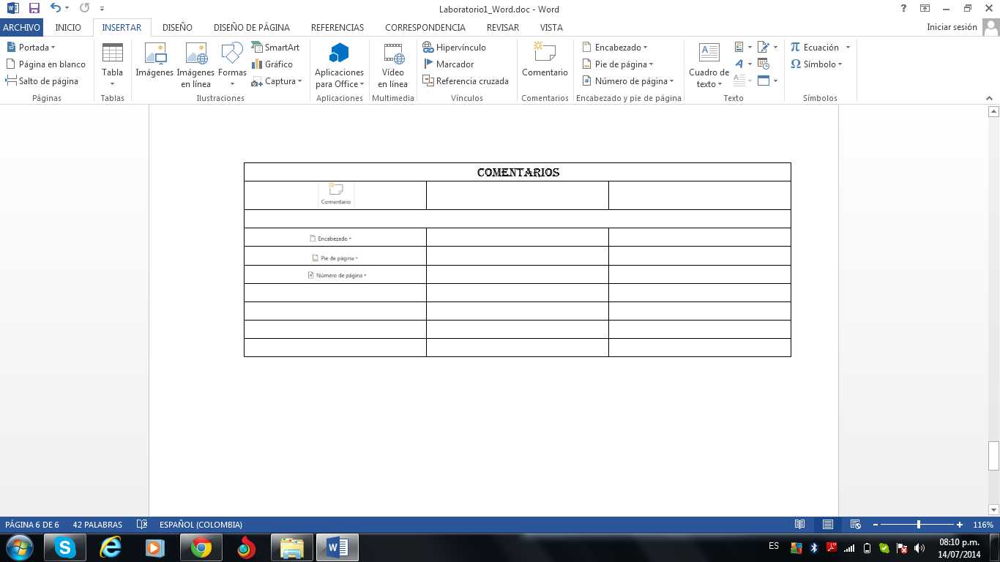 Laboratorio1_Word.doc - Word
ARCHIVO INICIO INSERTAR DISEÑO DISEÑO DE PÁGINA REFERENCIAS CORRESPONDENCIA REVISAR VISTA Iniciar sesión
Portada
Página en blanco
Salto de página
Páginas
Tabla
Tablas
Imágenes
Imágenes
en línea
Formas
SmartArt
Gráfico
Captura
Ilustraciones
Aplicaciones
para Office
Aplicaciones
Vídeo
en línea
Multimedia
Hipervínculo
Marcador
Referencia cruzada
Vínculos
Comentario
Comentarios
Encabezado
Pie de página
Número de página
Encabezado y pie de página
Cuadro de
texto
Texto
Ecuación
Símbolo
Símbolos
COMENTARIOS
Comentario
Encabezado
Pie de página
Número de página
PÁGINA 6 DE 6 42 PALABRAS ESPAÑOL (COLOMBIA) 116%
ES
08:10 p.m.
14/07/2014